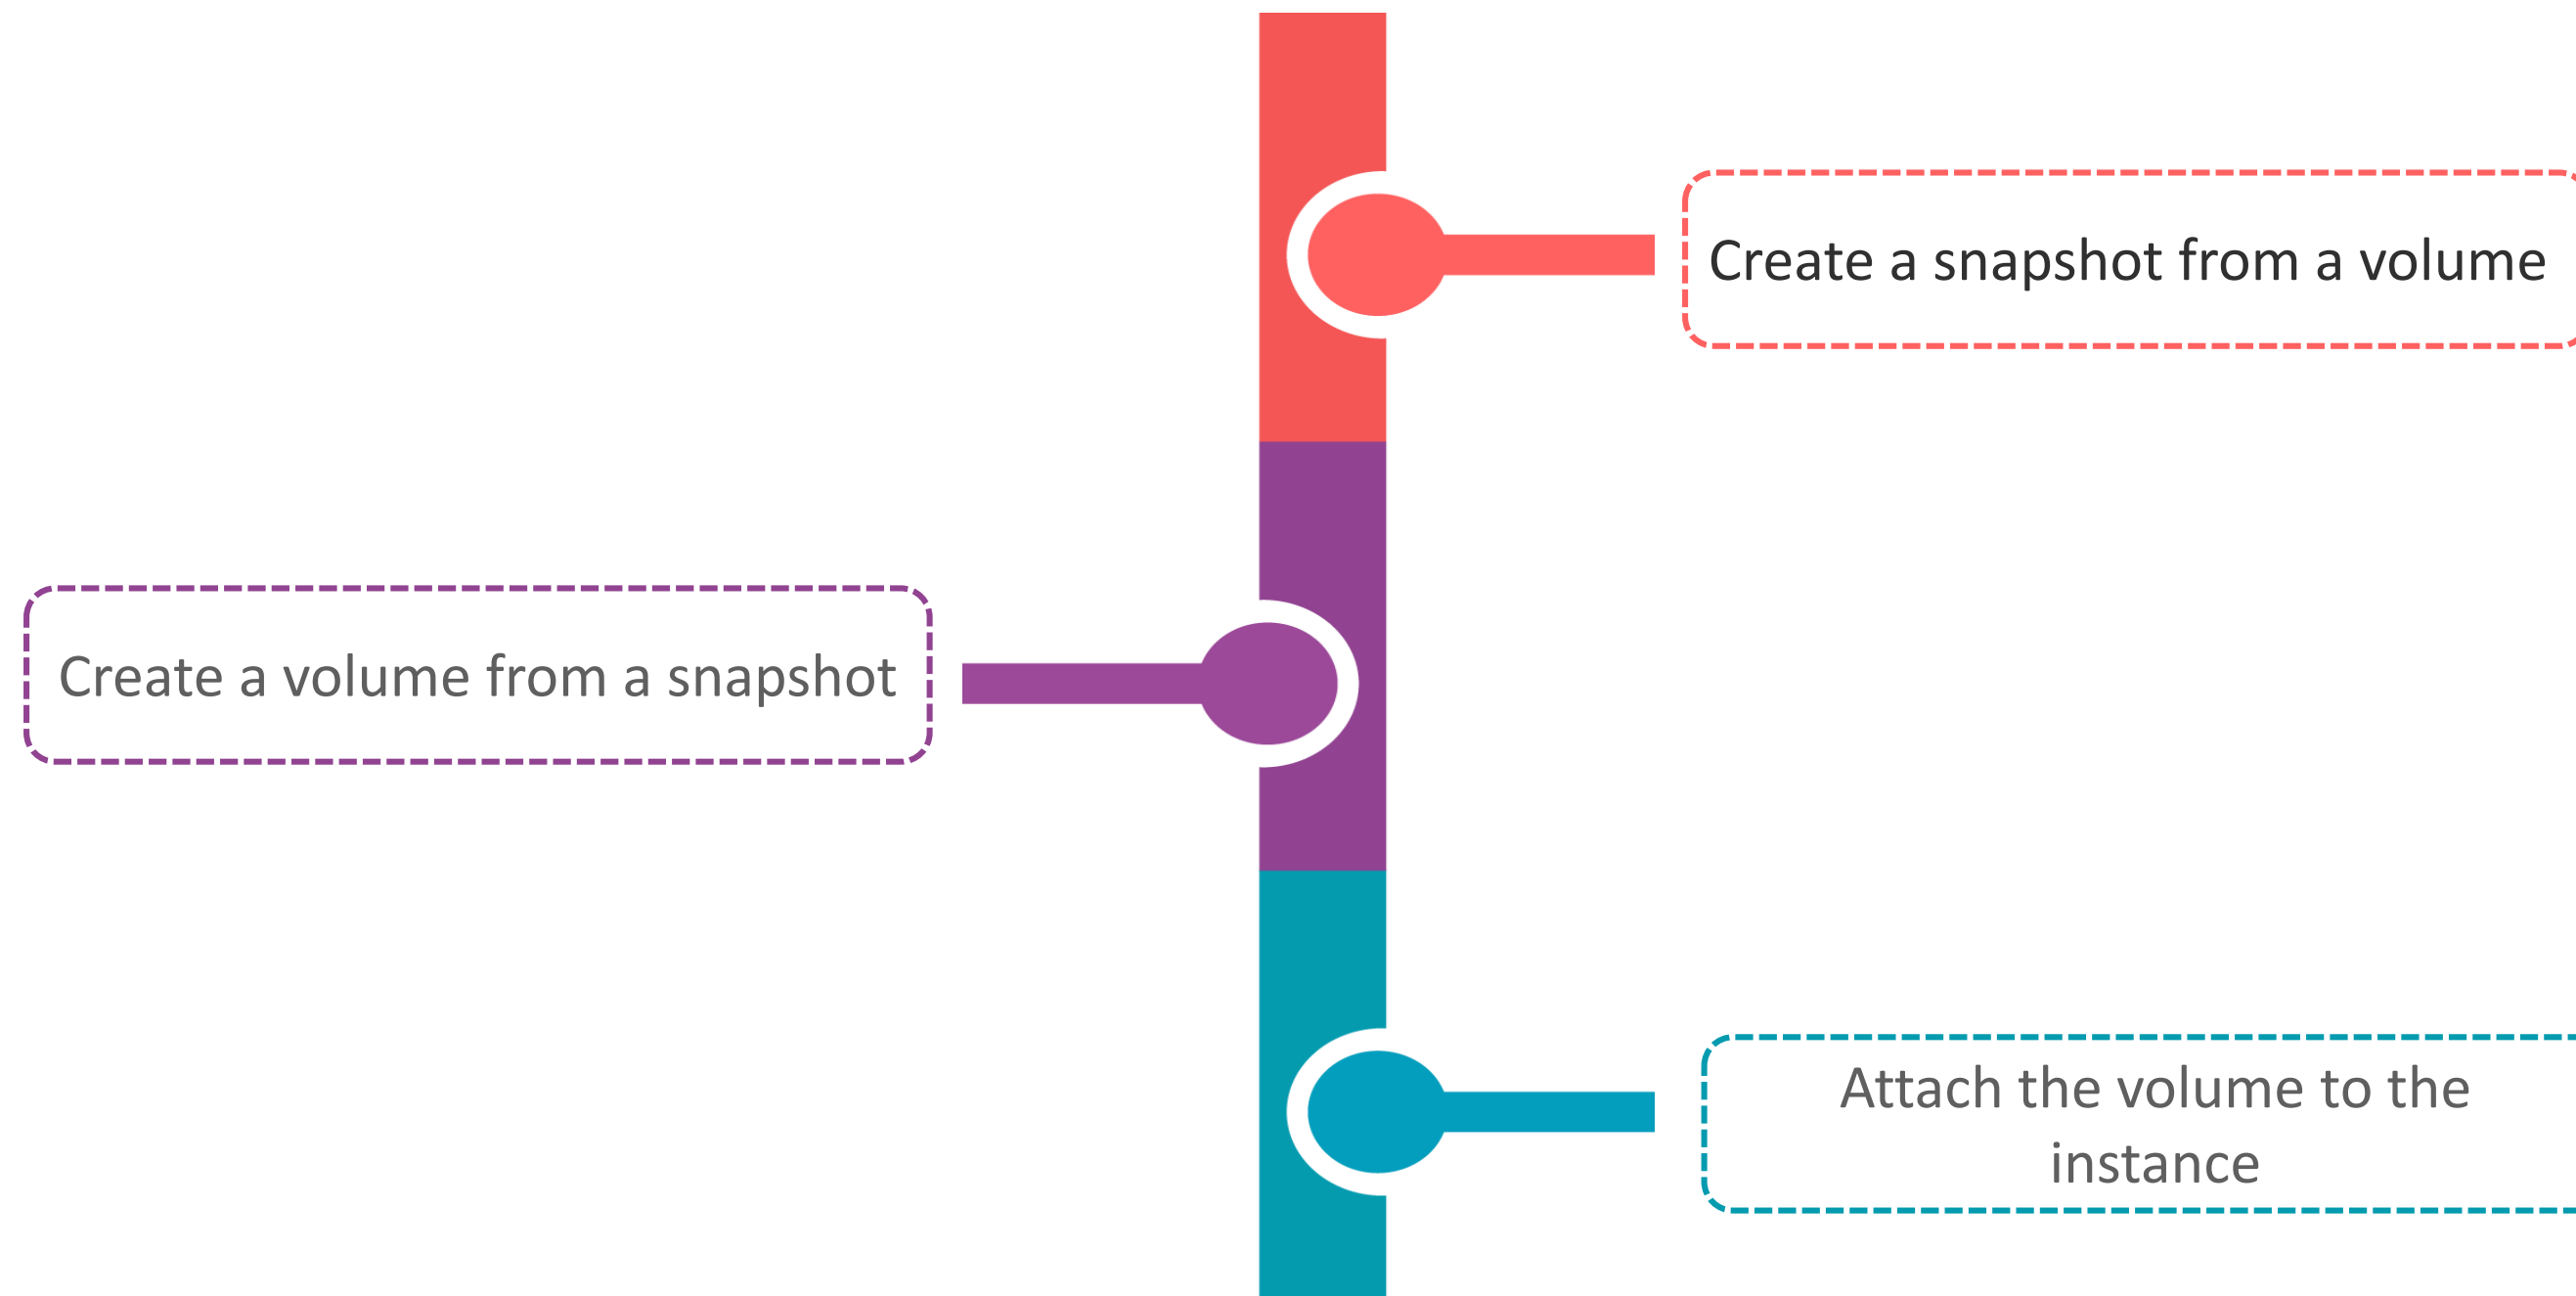 Create a snapshot from a volume
Create a volume from a snapshot
Attach the volume to the
instance